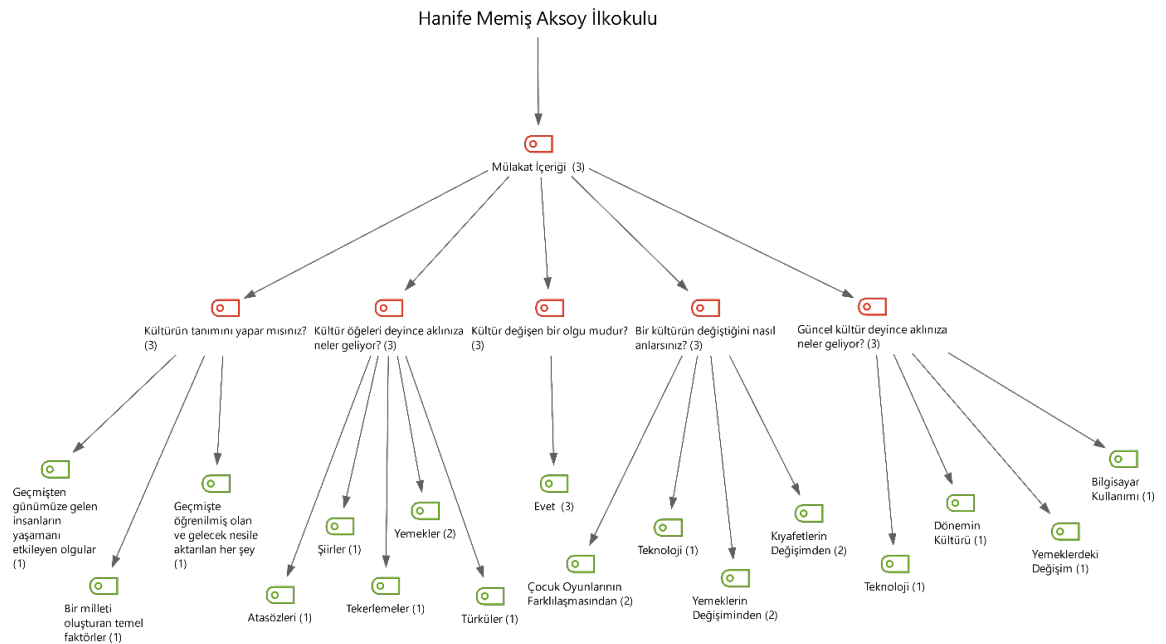 Hanife Memiş Aksoy İlkokulu
Mülakat İçeriği (3)
Kültürün tanımını yapar mısınız?
(3)
Kültür öğeleri deyince aklınıza
neler geliyor? (3)
Kültür değişen bir olgu mudur?
(3)
Bir kültürün değiştiğini nasıl
anlarsınız? (3)
Güncel kültür deyince aklınıza
neler geliyor? (3)
Geçmişten
günümüze gelen
insanların
yaşamanı
etkileyen olgular
(1)
Bir milleti
oluşturan temel
faktörler (1)
Geçmişte
öğrenilmiş olan
ve gelecek nesile
aktarılan her şey
(1)
Atasözleri (1)
Şiirler (1)
Tekerlemeler (1)
Yemekler (2)
Türküler (1)
Evet (3)
Çocuk Oyunlarının
Farklılaşmasından (2)
Teknoloji (1)
Yemeklerin
Değişiminden (2)
Kıyafetlerin
Değişimden (2)
Teknoloji (1)
Dönemin
Kültürü (1)
Yemeklerdeki
Değişim (1)
Bilgisayar
Kullanımı (1)